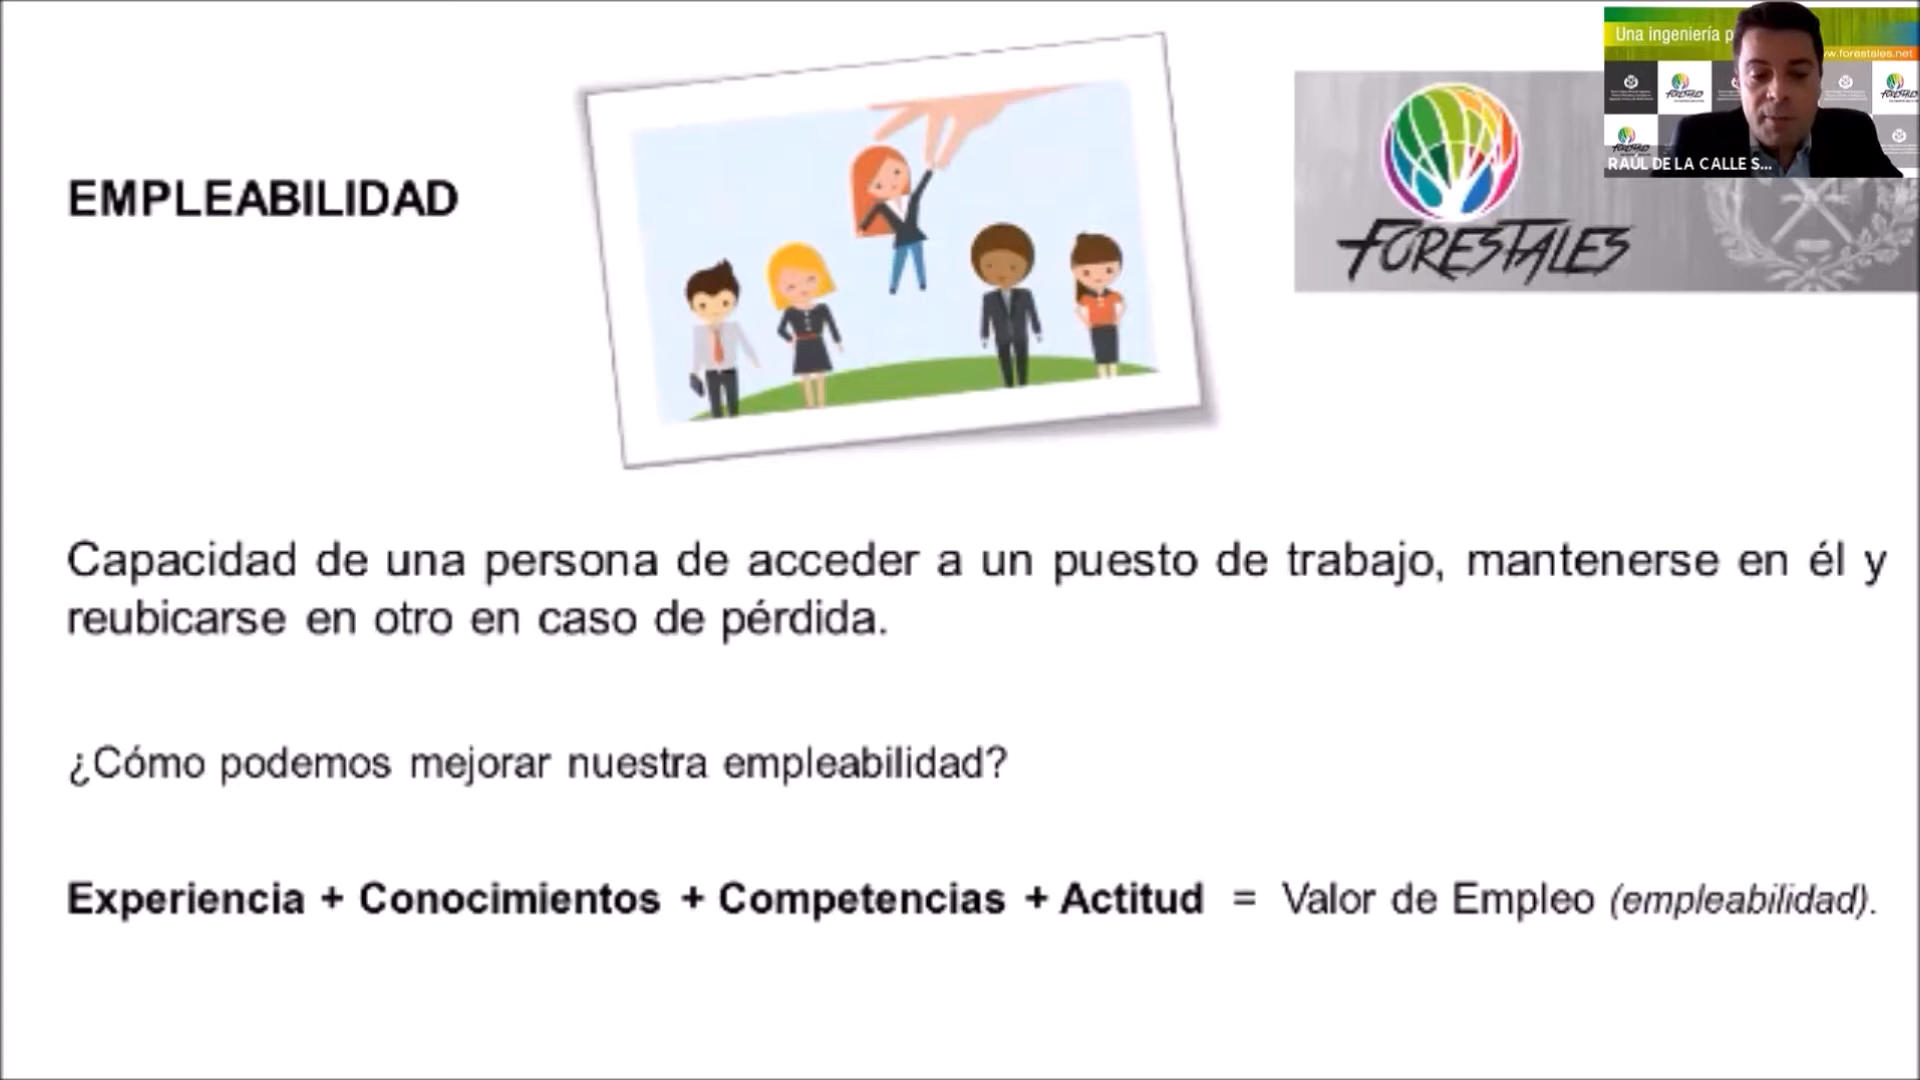 Una ingeniería p
w.forestales.net
FORESTALES
RAÚL DE LA CALLE S...
EMPLEABILIDAD
FORESTALES
Capacidad de una persona de acceder a un puesto de trabajo, mantenerse en él y
reubicarse en otro en caso de pérdida.
¿Cómo podemos mejorar nuestra empleabilidad?
Experiencia + Conocimientos + Competencias + Actitud = Valor de Empleo (empleabilidad).